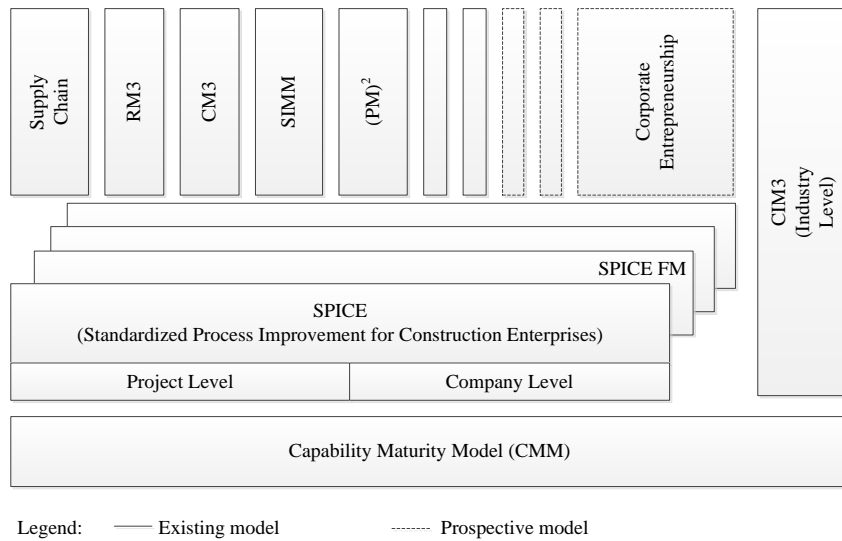 Supply
Chain
RM3
CM3
SIMM
(PM)²
Corporate
Entrepreneurship
CIM3
(Industry
Level)
SPICE FM
SPICE
(Standardized Process Improvement for Construction Enterprises)
Project Level
Company Level
Capability Maturity Model (CMM)
Legend:
Existing model
Prospective model